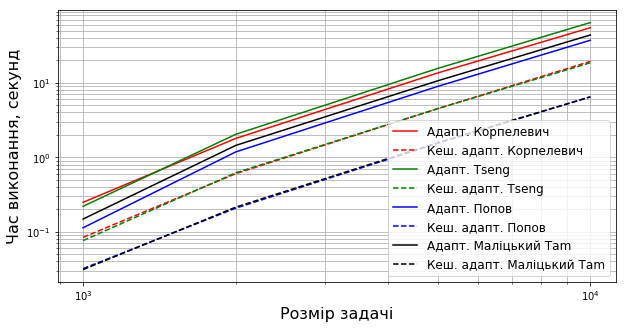 Час виконання, секунд
10¹
10⁰
10⁻¹
Адапт. Корпелевич
Кеш. адапт. Корпелевич
Адапт. Tseng
Кеш. адапт. Tseng
Адапт. Попов
Кеш. адапт. Попов
Адапт. Маліцький Tam
Кеш. адапт. Маліцький Tam
10³
10⁴
Розмір задачі